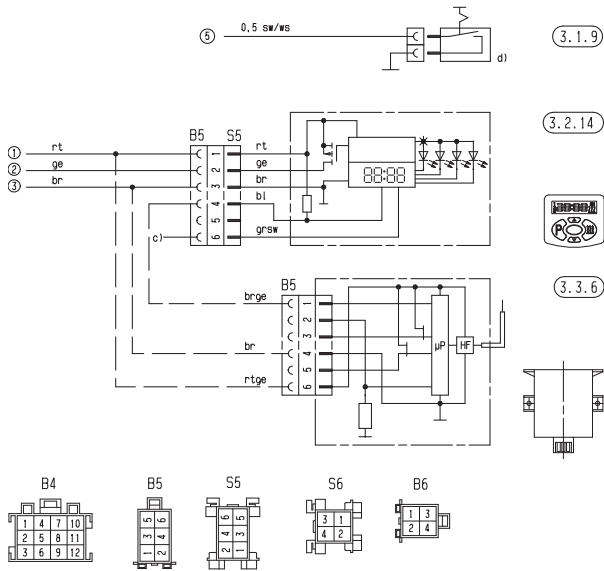 5 0,5 sw/ws
d)
3.1.9
3.2.14
B5 S5
1 rt 1 rt
2 ge 2 ge
3 br 3 br
4 bl
5
c) 6 grsw
88:88
P
3.3.6
B5
brge 1
2
3
br 4
5
rtge 6
µP
HF
B4 B5 S5 S6 B6
1 4 7 10
2 5 8 11
3 6 9 12
5 6
3 4
1 2
6 5
4 3
2 1
3 1
4 2
1 3
2 4